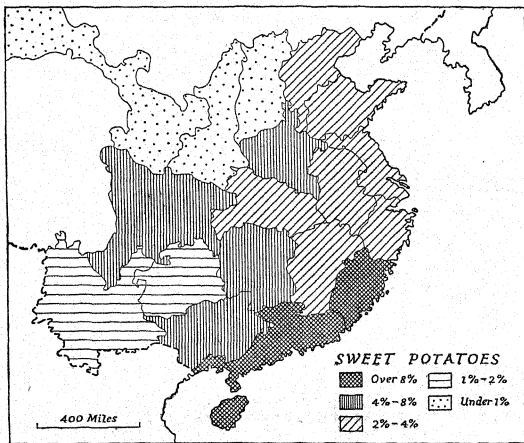 SWEET POTATOES
Over 8%
4%-8%
2%-4%
1%-2%
Under 1%
400 Miles